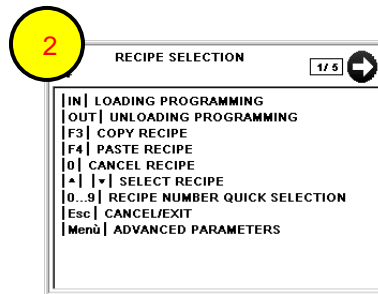 2
RECIPE SELECTION
1/5
|IN| LOADING PROGRAMMING
|OUT| UNLOADING PROGRAMMING
|F3| COPY RECIPE
|F4| PASTE RECIPE
|0| CANCEL RECIPE
|▲| |▼| SELECT RECIPE
|0...9| RECIPE NUMBER QUICK SELECTION
|Esc| CANCEL/EXIT
|Menù| ADVANCED PARAMETERS